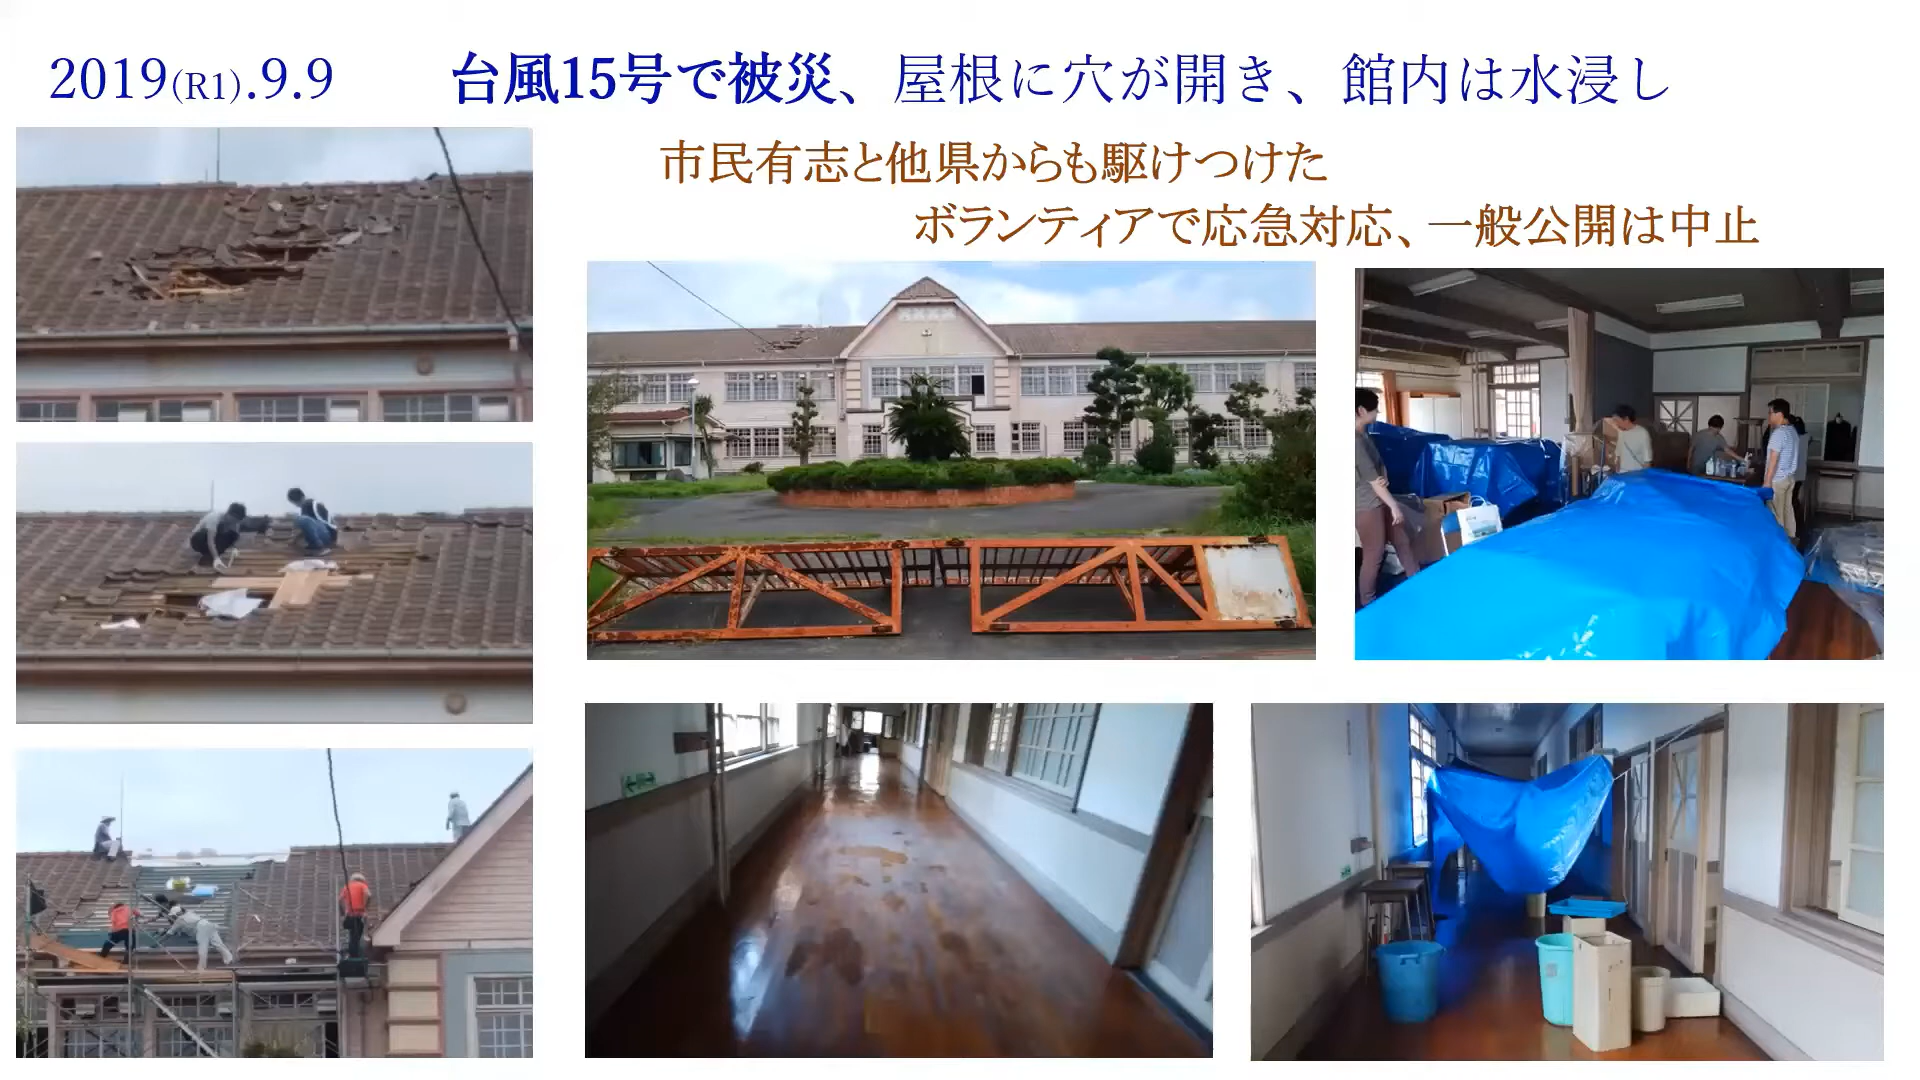 2019(R1).9.9 台風15号で被災、屋根に穴が開き、館内は水浸し
市民有志と他県からも駆けつけた
ボランティアで応急対応、一般公開は中止